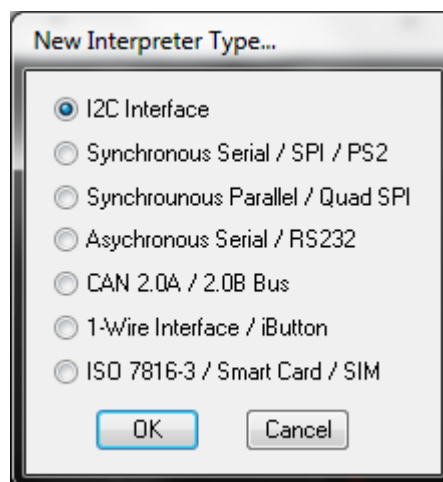 New Interpreter Type...
I2C Interface
Synchronous Serial / SPI / PS2
Synchrounous Parallel / Quad SPI
Asychronous Serial / RS232
CAN 2.0A / 2.0B Bus
1-Wire Interface / iButton
ISO 7816-3 / Smart Card / SIM
OK Cancel